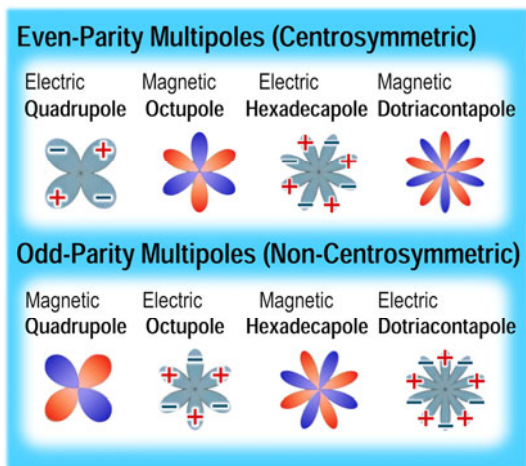 Even-Parity Multipoles (Centrosymmetric)
Electric Magnetic Electric Magnetic
Quadrupole Octupole Hexadecapole Dotriacontapole
Odd-Parity Multipoles (Non-Centrosymmetric)
Magnetic Electric Magnetic Electric
Quadrupole Octupole Hexadecapole Dotriacontapole